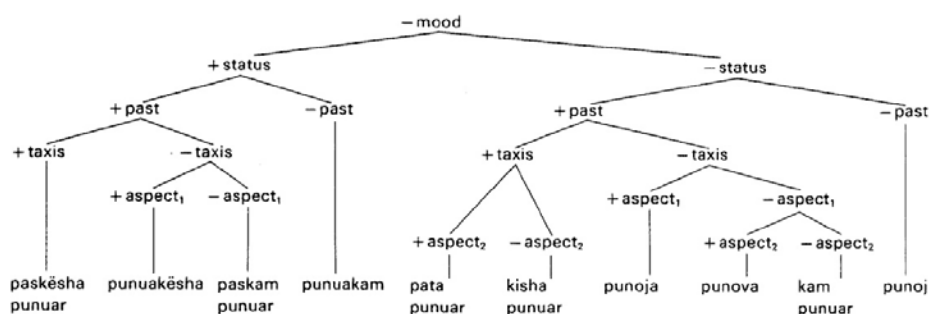 − mood
+ status − status
+ past − past + past − past
+ taxis − taxis + taxis − taxis
+ aspect₁ − aspect₁ + aspect₁ − aspect₁
+ aspect₂ − aspect₂ + aspect₂ − aspect₂
paskësha punuakësha paskam punuakam pata kisha punoja punova kam punoj
punuar punuar punuar punuar punuar